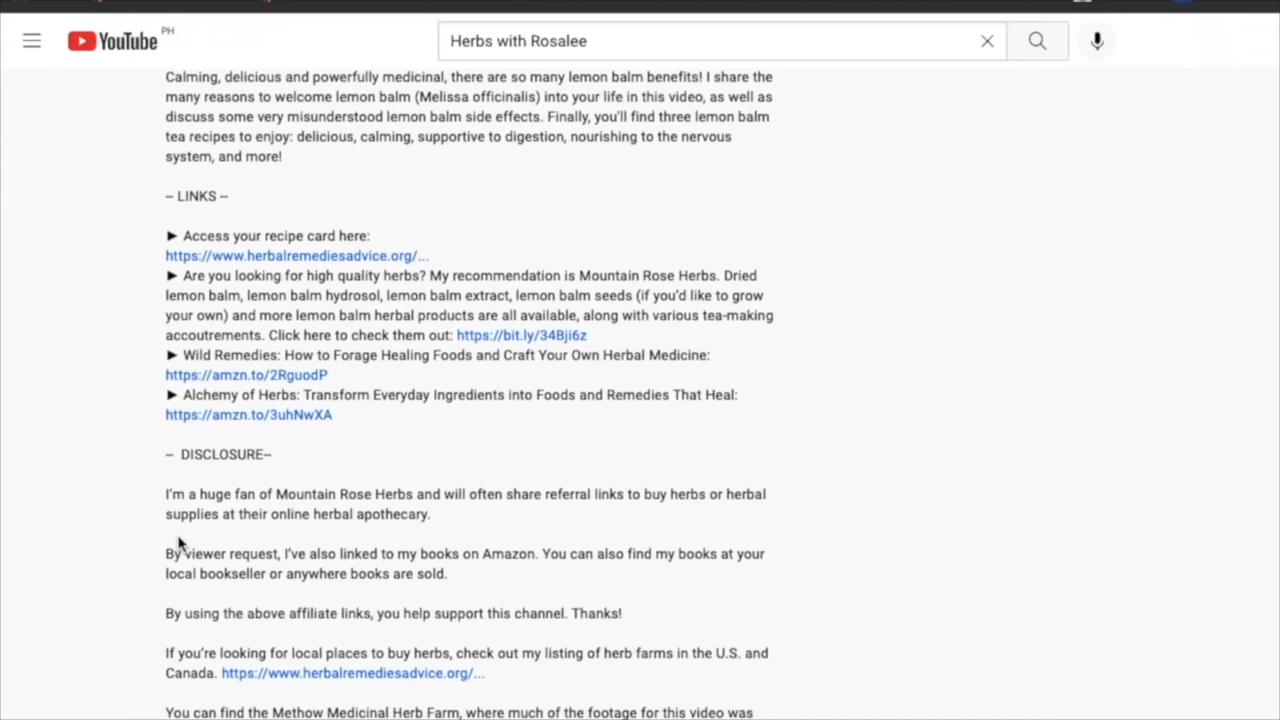 YouTube PH
Herbs with Rosalee
Calming, delicious and powerfully medicinal, there are so many lemon balm benefits! I share the
many reasons to welcome lemon balm (Melissa officinalis) into your life in this video, as well as
discuss some very misunderstood lemon balm side effects. Finally, you'll find three lemon balm
tea recipes to enjoy: delicious, calming, supportive to digestion, nourishing to the nervous
system, and more!
-- LINKS --
► Access your recipe card here:
https://www.herbalremediesadvice.org/...
► Are you looking for high quality herbs? My recommendation is Mountain Rose Herbs. Dried
lemon balm, lemon balm hydrosol, lemon balm extract, lemon balm seeds (if you'd like to grow
your own) and more lemon balm herbal products are all available, along with various tea-making
accoutrements. Click here to check them out: https://bit.ly/34Bji6z
► Wild Remedies: How to Forage Healing Foods and Craft Your Own Herbal Medicine:
https://amzn.to/2RguodP
► Alchemy of Herbs: Transform Everyday Ingredients into Foods and Remedies That Heal:
https://amzn.to/3uhNwXA
-- DISCLOSURE--
I'm a huge fan of Mountain Rose Herbs and will often share referral links to buy herbs or herbal
supplies at their online herbal apothecary.
By viewer request, I've also linked to my books on Amazon. You can also find my books at your
local bookseller or anywhere books are sold.
By using the above affiliate links, you help support this channel. Thanks!
If you're looking for local places to buy herbs, check out my listing of herb farms in the U.S. and
Canada. https://www.herbalremediesadvice.org/...
You can find the Methow Medicinal Herb Farm, where much of the footage for this video was